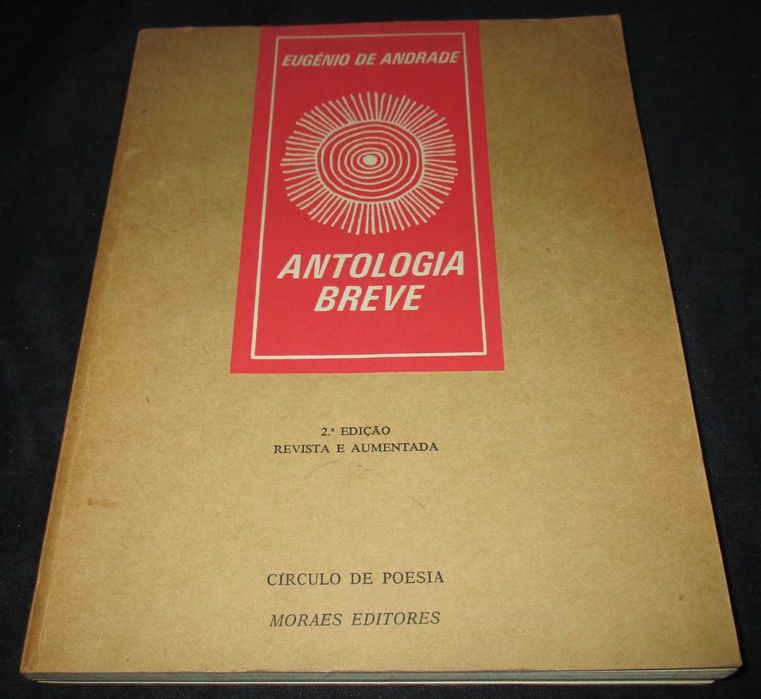 EUGÉNIO DE ANDRADE
ANTOLOGIA
BREVE
2.ª EDIÇÃO
REVISTA E AUMENTADA
CÍRCULO DE POESIA
MORAES EDITORES